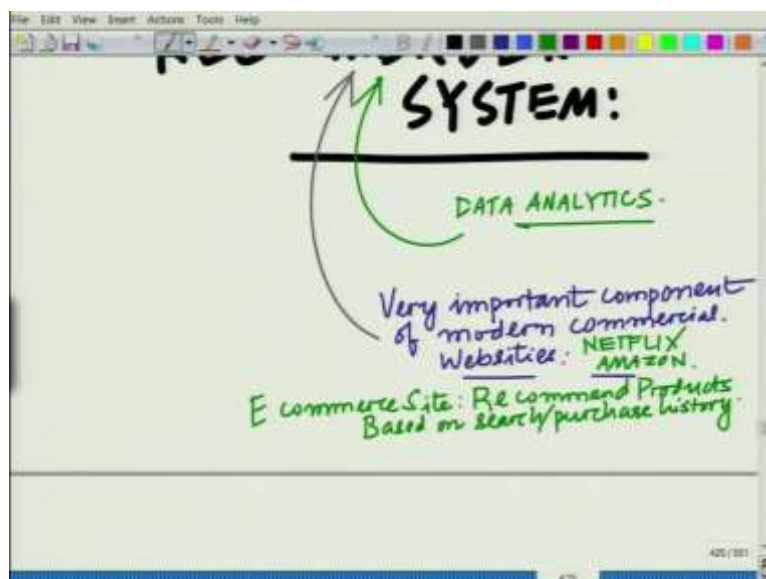 File Edit View Insert Actions Tools Help
SYSTEM:
DATA ANALYTICS.
Very important component
of modern commercial.
Websities: NETFLIX/
AMAZON.
E commerce Site: Recommend Products
Based on search/purchase history.